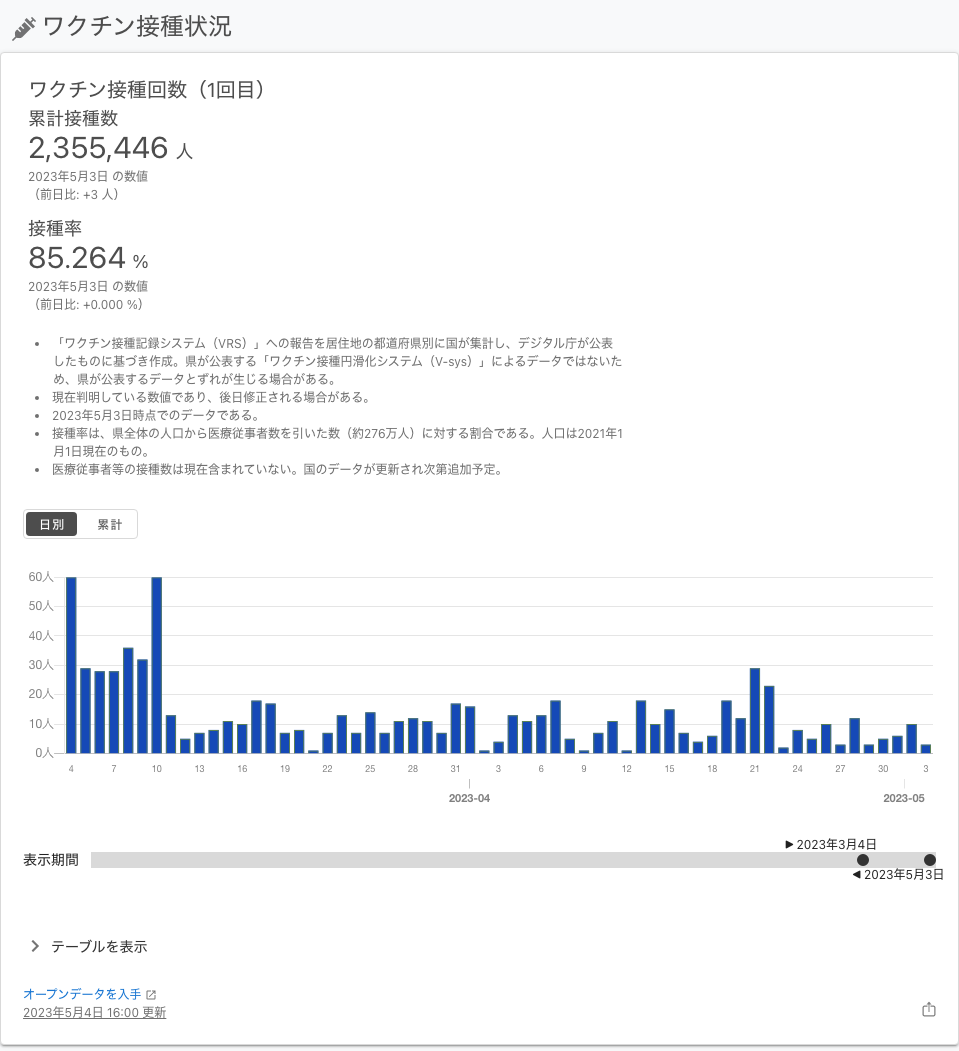 ワクチン接種状況
ワクチン接種回数（1回目）
累計接種数
2,355,446 人
2023年5月3日 の数値
（前日比: +3 人）
接種率
85.264 %
2023年5月3日 の数値
（前日比: +0.000 %）
• 「ワクチン接種記録システム（VRS）」への報告を居住地の都道府県別に国が集計し、デジタル庁が公表
したものに基づき作成。県が公表する「ワクチン接種円滑化システム（V-sys）」によるデータではないた
め、県が公表するデータとずれが生じる場合がある。
• 現在判明している数値であり、後日修正される場合がある。
• 2023年5月3日時点でのデータである。
• 接種率は、県全体の人口から医療従事者数を引いた数（約276万人）に対する割合である。人口は2021年1
月1日現在のもの。
• 医療従事者等の接種数は現在含まれていない。国のデータが更新され次第追加予定。
日別 累計
60人
50人
40人
30人
20人
10人
0人
4 7 10 13 16 19 22 25 28 31 3 6 9 12 15 18 21 24 27 30 3
2023-04 2023-05
▶ 2023年3月4日
表示期間
◀ 2023年5月3日
テーブルを表示
オープンデータを入手
2023年5月4日 16:00 更新